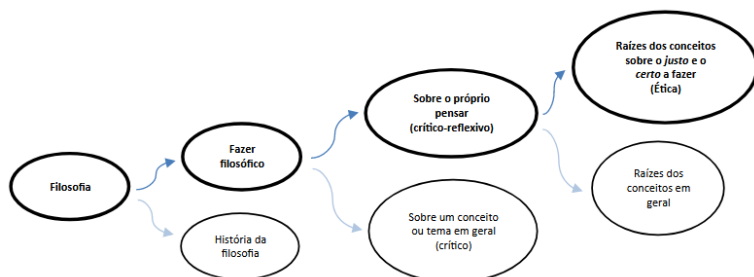 Filosofia
Fazer
filosófico
História da
filosofia
Sobre o próprio
pensar
(crítico-reflexivo)
Sobre um conceito
ou tema em geral
(crítico)
Raízes dos conceitos
sobre o justo e o
certo a fazer
(Ética)
Raízes dos
conceitos em
geral